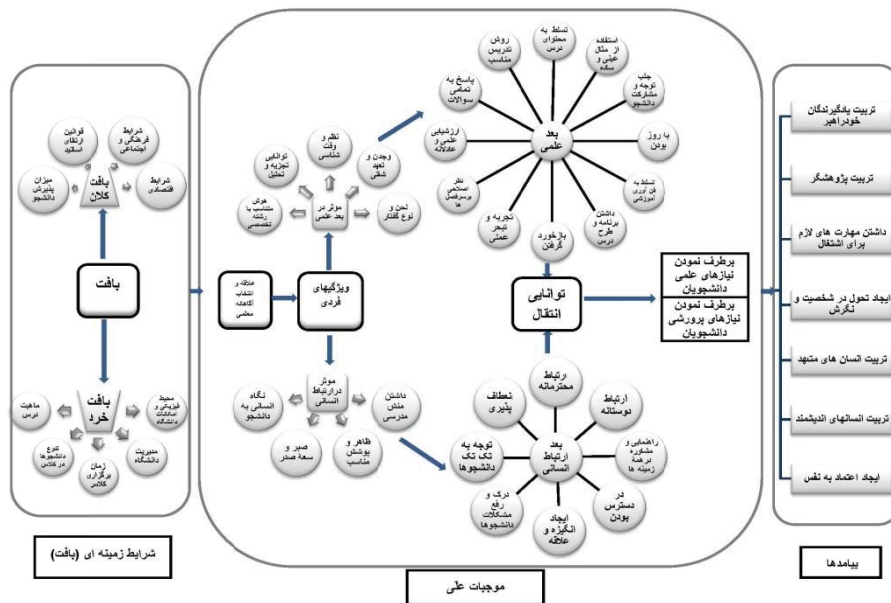 شرایط
فرهنگی و
اجتماعی
قوانین
ارتقای
اساتید
شرایط
اقتصادی
میزان
پذیرش
دانشجو
بافت
کلان
بافت
بافت
خرد
محیط
فیزیکی و
امکانات
دانشگاه
ماهیت
درس
مدیریت
دانشگاه
زمان
برگزاری
کلاس
تنوع
دانشجوها
در کلاس
شرایط زمینه ای (بافت)
علاقه و
انتخاب
آگاهانه
معلمی
ویژگیهای
فردی
موثر در
بعد علمی
نظم و
وقت
شناسی
وجدان و
تعهد
شغلی
توانایی
تجزیه و
تحلیل
هوش
متناسب با
رشته
تخصصی
لحن و
نوع گفتار
موثر
درارتباط
انسانی
نگاه
انسانی به
دانشجو
داشتن
منش
مدرسی
صبر و
سعه صدر
ظاهر و
پوشش
مناسب
بعد
علمی
تسلط به
محتوای
درس
استفاده
از مثال
عینی و
ساده
جلب
توجه و
مشارکت
دانشجو
به روز
بودن
تسلط به
فن آوری
آموزشی
داشتن
برنامه و
طرح
درس
بازخورد
گرفتن
تجربه و
تبحر
عملی
نظر
اصلاحی
برسرفصل
ها
ارزشیابی
علمی و
عادلانه
پاسخ به
تمامی
سوالات
روش
تدریس
مناسب
توانایی
انتقال
برطرف نمودن
نیازهای علمی
دانشجویان
برطرف نمودن
نیازهای پرورشی
دانشجویان
بعد
ارتباط
انسانی
ارتباط
محترمانه
ارتباط
دوستانه
راهنمایی و
مشاوره
در همه
زمینه ها
در
دسترس
بودن
ایجاد
انگیزه و
علاقه
درک و
رفع
مشکلات
دانشجوها
توجه به
تک تک
دانشجوها
انعطاف
پذیری
موجبات علّی
تربیت یادگیرندگان
خودراهبر
تربیت پژوهشگر
داشتن مهارت های لازم
برای اشتغال
ایجاد تحول در شخصیت و
نگرش
تربیت انسان های متعهد
تربیت انسانهای اندیشمند
ایجاد اعتماد به نفس
پیامدها